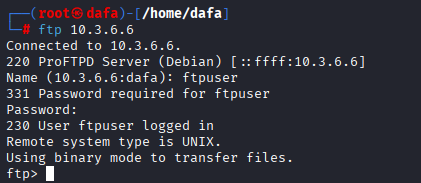 ┌──(root㉿dafa)-[/home/dafa]
└─# ftp 10.3.6.6
Connected to 10.3.6.6.
220 ProFTPD Server (Debian) [::ffff:10.3.6.6]
Name (10.3.6.6:dafa): ftpuser
331 Password required for ftpuser
Password:
230 User ftpuser logged in
Remote system type is UNIX.
Using binary mode to transfer files.
ftp>